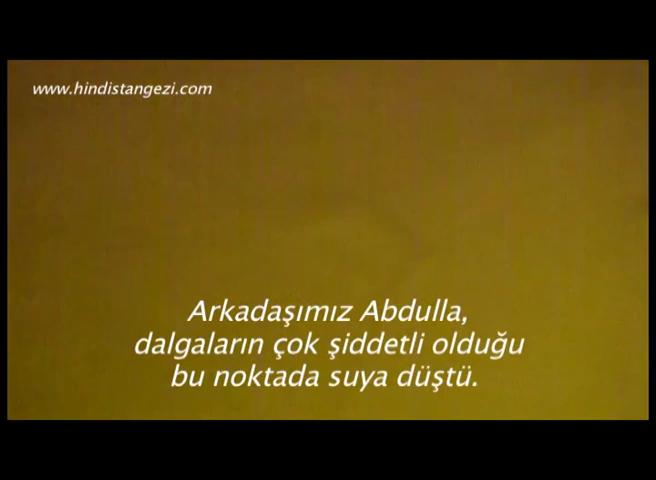 www.hindistangezi.com
Arkadaşımız Abdulla,
dalgaların çok şiddetli olduğu
bu noktada suya düştü.